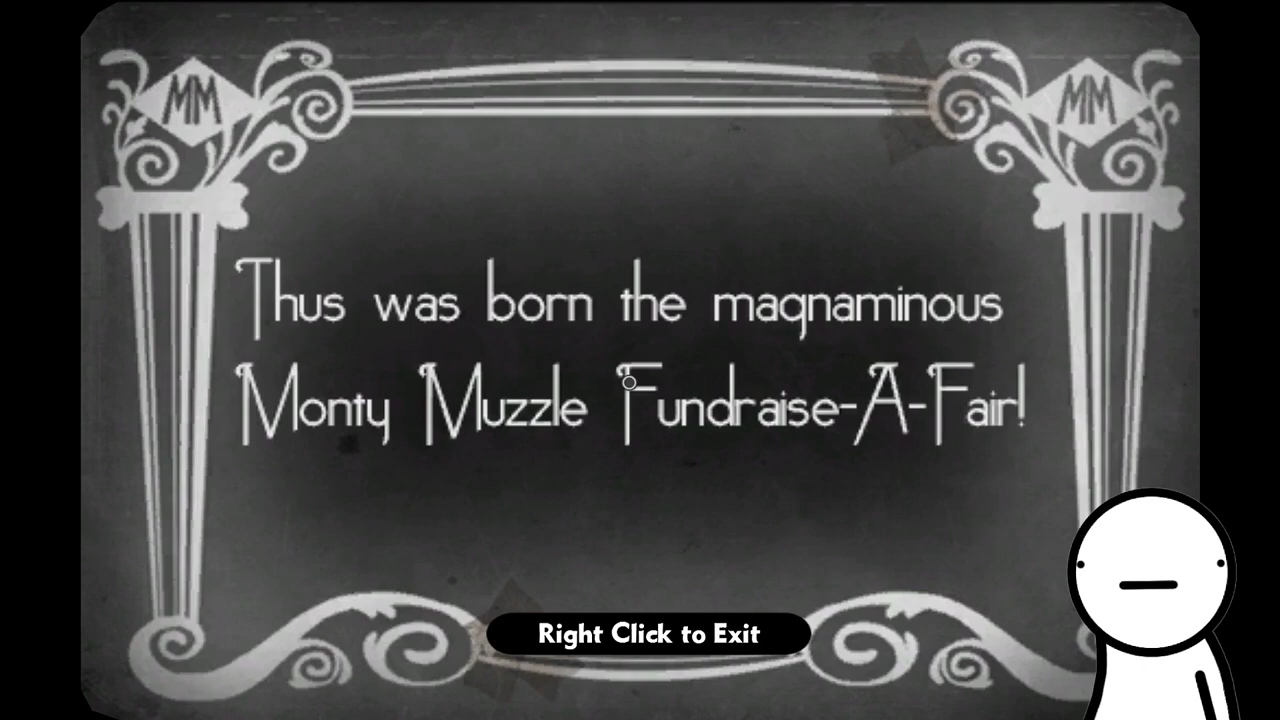 MM
MM
Thus was born the magnaminous
Monty Muzzle Fundraise-A-Fair!
Right Click to Exit